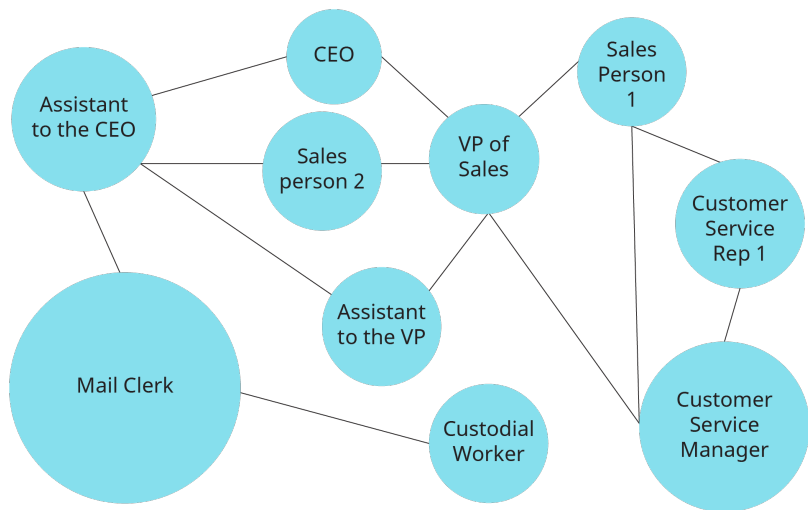 CEO
Sales
Person
1
Assistant
to the CEO
VP of
Sales
Sales
person 2
Customer
Service
Rep 1
Assistant
to the VP
Mail Clerk
Custodial
Worker
Customer
Service
Manager